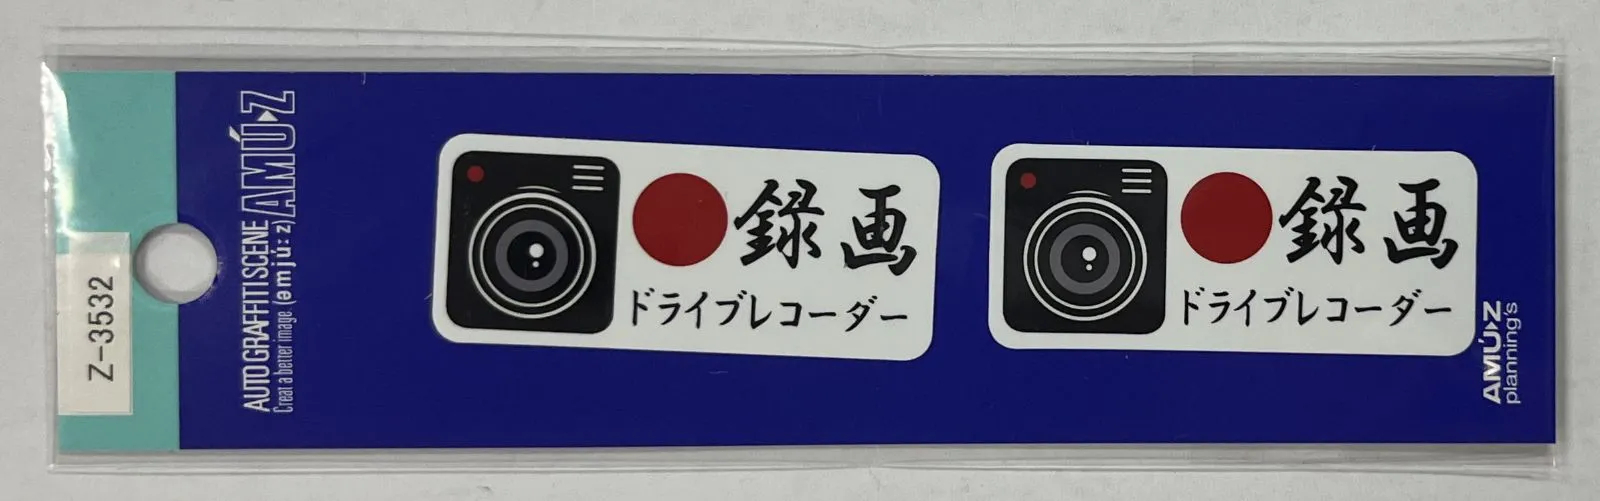 Z-3532
AUTO GRAFFITI SCENE AMÚ▸Z
Creat a better image. (əmjú:z)
録画
ドライブレコーダー
録画
ドライブレコーダー
AMÚ▸Z
planning's